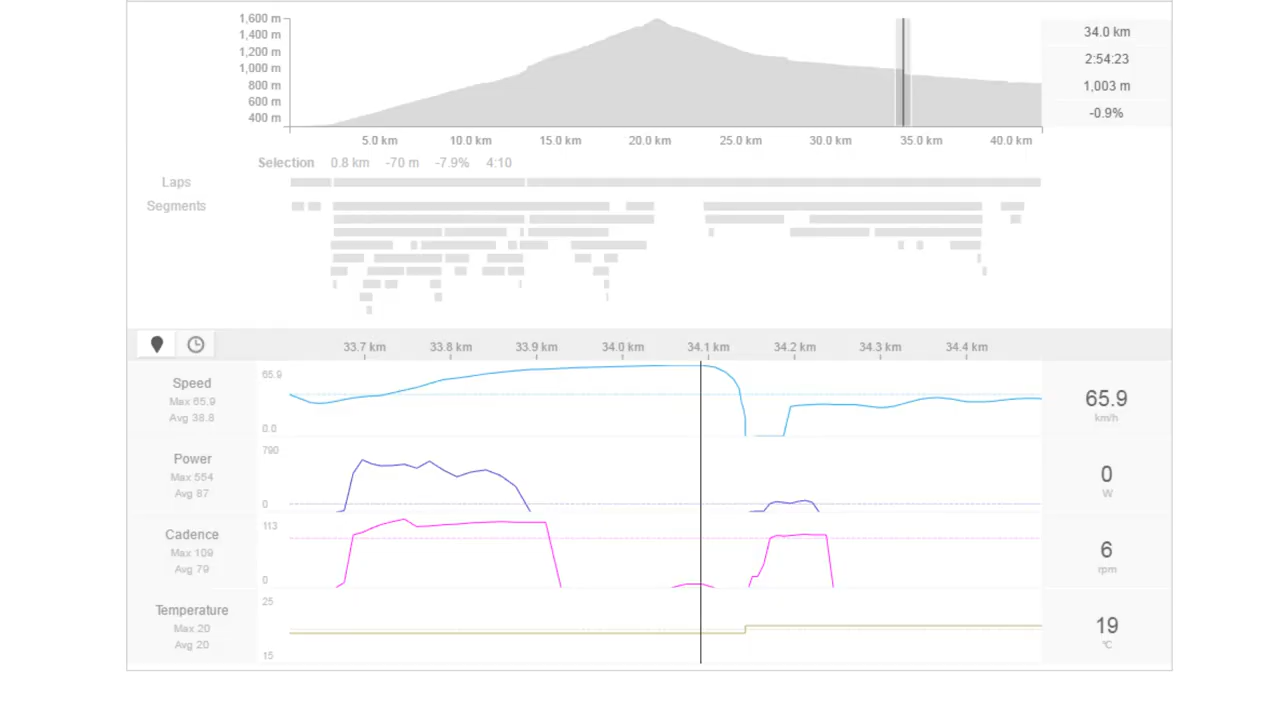 1,600 m
1,400 m
1,200 m
1,000 m
800 m
600 m
400 m
5.0 km 10.0 km 15.0 km 20.0 km 25.0 km 30.0 km 35.0 km 40.0 km
34.0 km
2:54:23
1,003 m
-0.9%
Selection 0.8 km -70 m -7.9% 4:10
Laps
Segments
33.7 km 33.8 km 33.9 km 34.0 km 34.1 km 34.2 km 34.3 km 34.4 km
Speed
Max 65.9
Avg 38.8
65.9
0.0
65.9
km/h
Power
Max 554
Avg 87
790
0
0
W
Cadence
Max 109
Avg 79
113
0
6
rpm
Temperature
Max 20
Avg 20
25
15
19
°C